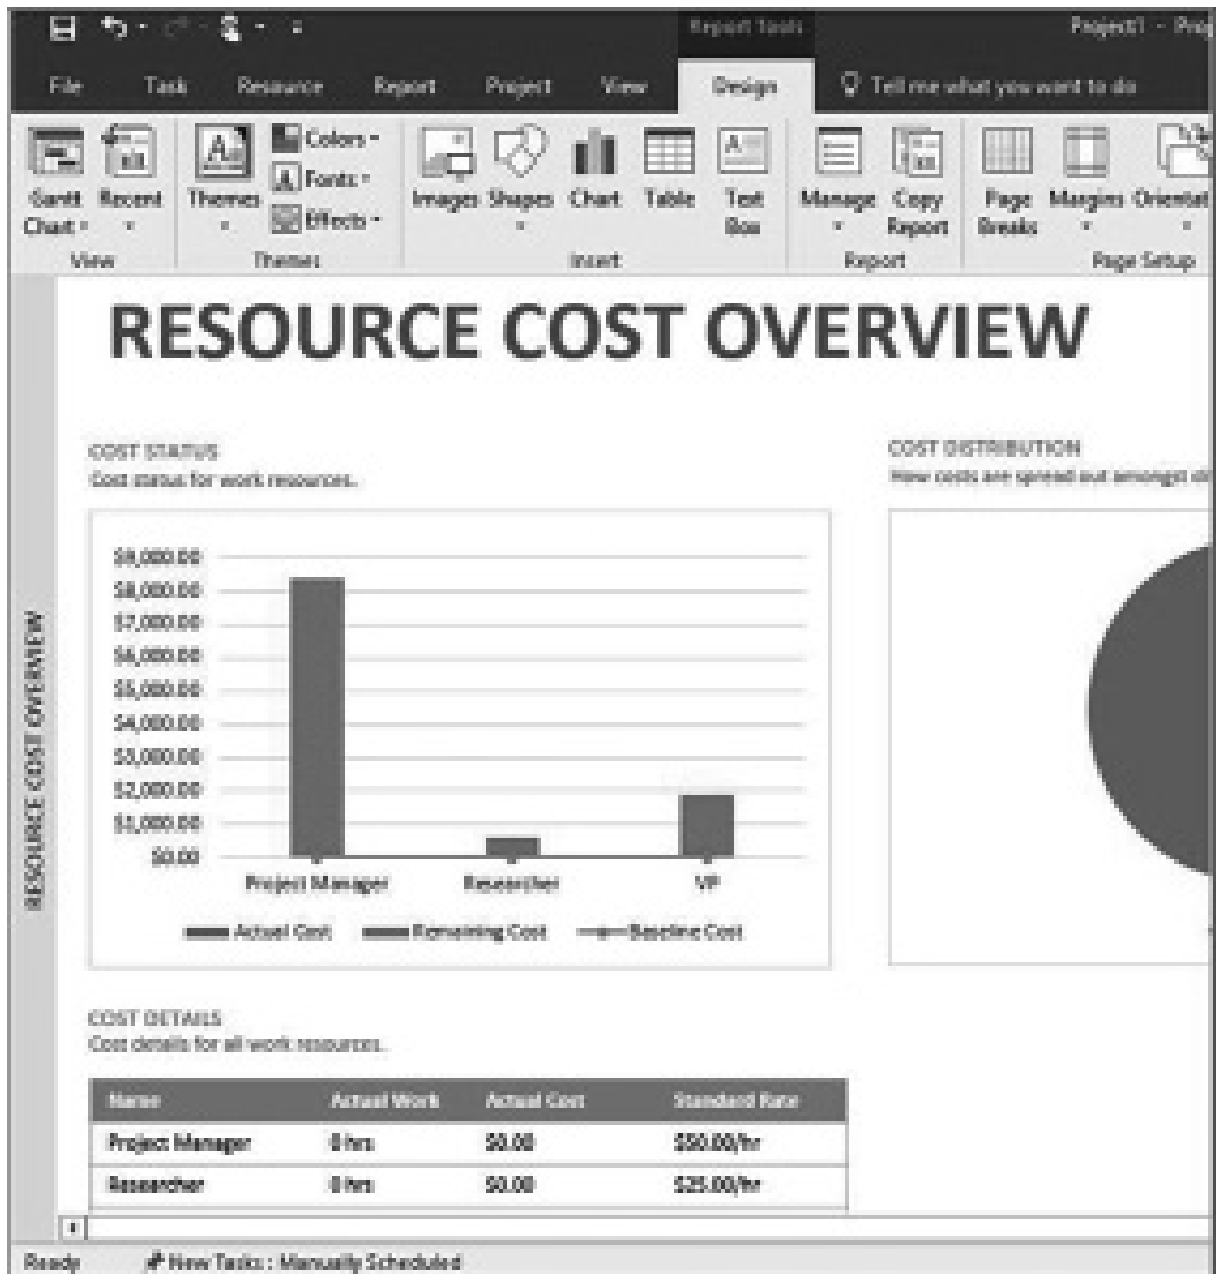 Report Tools
Project1 - Proj
File Task Resource Report Project View Design Tell me what you want to do
Gantt Chart
Recent
View
Themes
Colors
Fonts
Effects
Themes
Images
Shapes
Chart
Table
Text Box
Insert
Manage
Copy Report
Report
Page Breaks
Margins
Orientat
Page Setup
RESOURCE COST OVERVIEW
RESOURCE COST OVERVIEW
COST STATUS
Cost status for work resources.
$9,000.00
$8,000.00
$7,000.00
$6,000.00
$5,000.00
$4,000.00
$3,000.00
$2,000.00
$1,000.00
$0.00
Project Manager Researcher VP
Actual Cost Remaining Cost Baseline Cost
COST DISTRIBUTION
How costs are spread out amongst
COST DETAILS
Cost details for all work resources.
Name Actual Work Actual Cost Standard Rate
Project Manager 0 hrs $0.00 $50.00/hr
Researcher 0 hrs $0.00 $25.00/hr
Ready New Tasks : Manually Scheduled